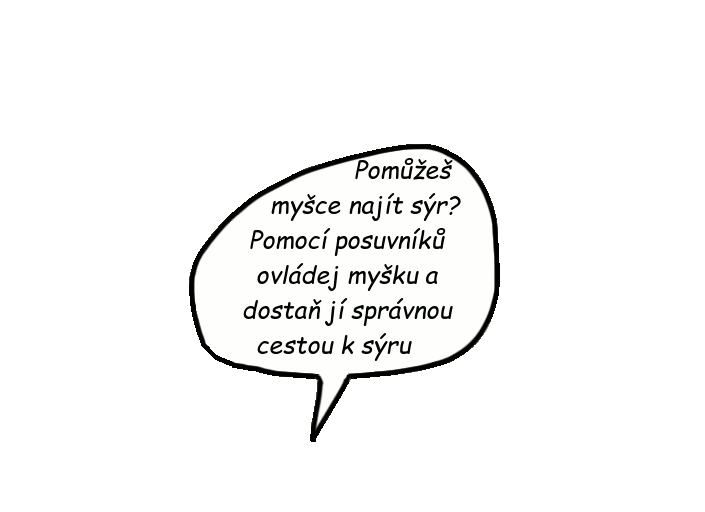 Pomůžeš
myšce najít sýr?
Pomocí posuvníků
ovládej myšku a
dostaň jí správnou
cestou k sýru